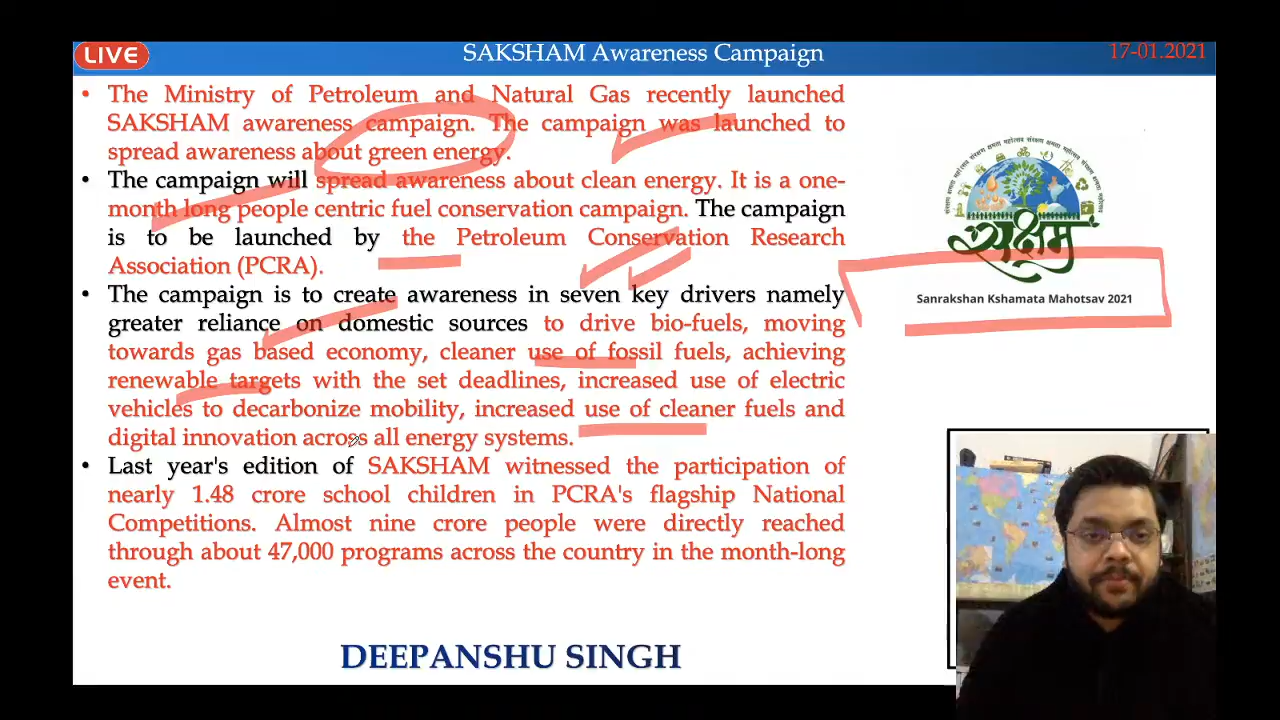 LIVE
SAKSHAM Awareness Campaign
17-01.2021
• The Ministry of Petroleum and Natural Gas recently launched
SAKSHAM awareness campaign. The campaign was launched to
spread awareness about green energy.
• The campaign will spread awareness about clean energy. It is a one-
month long people centric fuel conservation campaign. The campaign
is to be launched by the Petroleum Conservation Research
Association (PCRA).
• The campaign is to create awareness in seven key drivers namely
greater reliance on domestic sources to drive bio-fuels, moving
towards gas based economy, cleaner use of fossil fuels, achieving
renewable targets with the set deadlines, increased use of electric
vehicles to decarbonize mobility, increased use of cleaner fuels and
digital innovation across all energy systems.
• Last year's edition of SAKSHAM witnessed the participation of
nearly 1.48 crore school children in PCRA's flagship National
Competitions. Almost nine crore people were directly reached
through about 47,000 programs across the country in the month-long
event.
सक्षम
Sanrakshan Kshamata Mahotsav 2021
DEEPANSHU SINGH